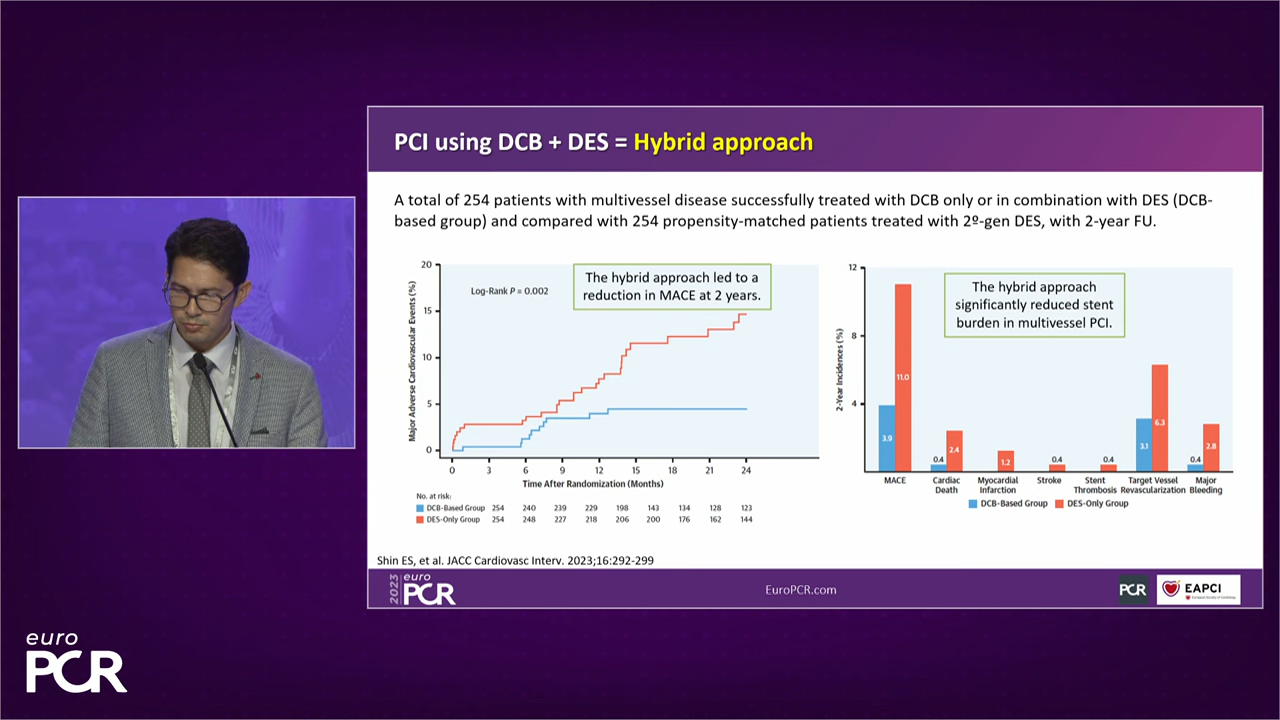 PCI using DCB + DES = Hybrid approach
A total of 254 patients with multivessel disease successfully treated with DCB only or in combination with DES (DCB-
based group) and compared with 254 propensity-matched patients treated with 2º-gen DES, with 2-year FU.
Major Adverse Cardiovascular Events (%)
20
15
10
5
0
Log-Rank P = 0.002
The hybrid approach led to a
reduction in MACE at 2 years.
0 3 6 9 12 15 18 21 24
Time After Randomization (Months)
No. at risk:
DCB-Based Group 254 240 239 229 198 143 134 128 123
DES-Only Group 254 248 227 218 206 200 176 162 144
2-Year Incidences (%)
12
8
4
The hybrid approach
significantly reduced stent
burden in multivessel PCI.
3.9 11.0 0.4 2.4 1.2 0.4 0.4 3.1 6.3 0.4 2.8
MACE Cardiac Myocardial Stroke Stent Target Vessel Major
Death Infarction Thrombosis Revascularization Bleeding
DCB-Based Group DES-Only Group
Shin ES, et al. JACC Cardiovasc Interv. 2023;16:292-299
2023 euro
PCR
EuroPCR.com
PCR
EAPCI
euro
PCR